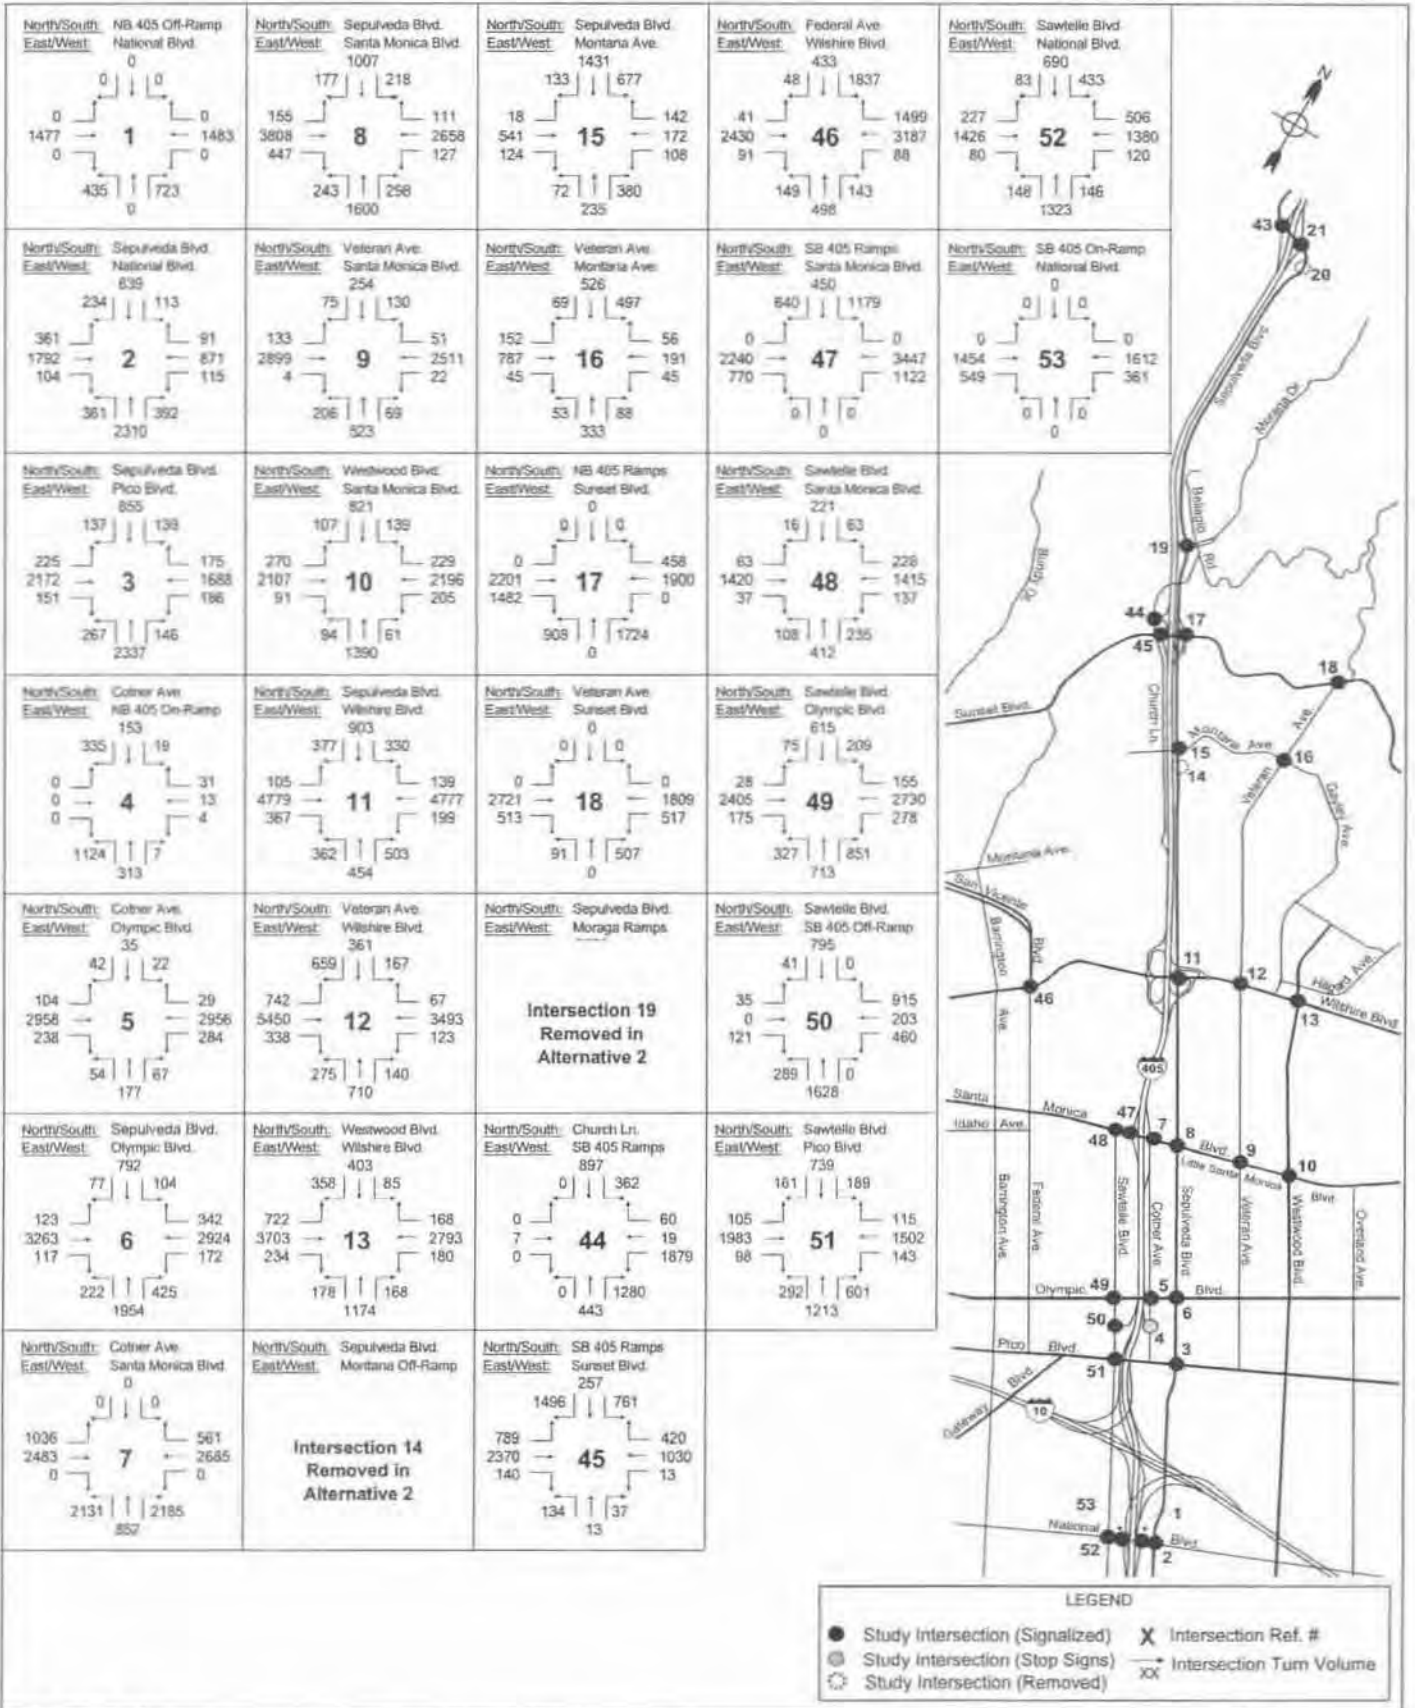 North/South: NB 405 Off-Ramp
East/West: National Blvd.
0
0 0
0 0
1477 1 1483
0 0
435 723
0
North/South: Sepulveda Blvd.
East/West: Santa Monica Blvd.
1007
177 218
155 111
3808 8 2658
447 127
243 298
1600
North/South: Sepulveda Blvd.
East/West: Montana Ave.
1431
133 677
18 142
541 15 172
124 108
72 380
235
North/South: Federal Ave.
East/West: Wilshire Blvd.
433
48 1837
41 1499
2430 46 3187
91 88
149 143
498
North/South: Sawtelle Blvd.
East/West: National Blvd.
690
83 433
227 506
1426 52 1380
80 120
148 146
1323
North/South: Sepulveda Blvd.
East/West: National Blvd.
639
234 113
361 91
1792 2 871
104 115
361 392
2310
North/South: Veteran Ave.
East/West: Santa Monica Blvd.
254
75 130
133 51
2899 9 2511
4 22
206 69
523
North/South: Veteran Ave.
East/West: Montana Ave.
526
69 497
152 56
787 16 191
45 45
53 88
333
North/South: SB 405 Ramps
East/West: Santa Monica Blvd.
450
640 1179
0 0
2240 47 3447
770 1122
0 0
0
North/South: SB 405 On-Ramp
East/West: National Blvd.
0
0 0
0 0
1454 53 1612
549 361
0 0
0
North/South: Sepulveda Blvd.
East/West: Pico Blvd.
855
137 139
225 175
2172 3 1688
151 186
267 146
2337
North/South: Westwood Blvd.
East/West: Santa Monica Blvd.
821
107 139
270 229
2107 10 2196
91 205
94 61
1390
North/South: NB 405 Ramps
East/West: Sunset Blvd.
0
0 0
0 458
2201 17 1900
1482 0
908 1724
0
North/South: Sawtelle Blvd.
East/West: Santa Monica Blvd.
221
16 63
63 228
1420 48 1415
37 137
108 235
412
North/South: Cotner Ave.
East/West: NB 405 On-Ramp
153
335 19
0 31
0 4 13
0 4
1124 7
313
North/South: Sepulveda Blvd.
East/West: Wilshire Blvd.
903
377 330
105 139
4779 11 4777
367 199
362 503
454
North/South: Veteran Ave.
East/West: Sunset Blvd.
0
0 0
0 0
2721 18 1809
513 517
91 507
0
North/South: Sawtelle Blvd.
East/West: Olympic Blvd.
615
75 209
28 155
2405 49 2730
175 278
327 851
713
North/South: Cotner Ave.
East/West: Olympic Blvd.
35
42 22
104 29
2958 5 2956
238 284
54 67
177
North/South: Veteran Ave.
East/West: Wilshire Blvd.
361
659 167
742 67
5450 12 3493
338 123
275 140
710
North/South: Sepulveda Blvd.
East/West: Moraga Ramps
Intersection 19
Removed in
Alternative 2
North/South: Sawtelle Blvd.
East/West: SB 405 Off-Ramp
795
41 0
35 915
0 50 203
121 460
289 0
1628
North/South: Sepulveda Blvd.
East/West: Olympic Blvd.
792
77 104
123 342
3263 6 2924
117 172
222 425
1954
North/South: Westwood Blvd.
East/West: Wilshire Blvd.
403
358 85
722 168
3703 13 2793
234 180
178 168
1174
North/South: Church Ln.
East/West: SB 405 Ramps
897
0 362
0 60
7 44 19
0 1879
0 1280
443
North/South: Sawtelle Blvd.
East/West: Pico Blvd.
739
161 189
105 115
1983 51 1502
98 143
292 601
1213
North/South: Cotner Ave.
East/West: Santa Monica Blvd.
0
0 0
1036 561
2483 7 2685
0 0
2131 2185
852
North/South: Sepulveda Blvd.
East/West: Montana Off-Ramp
Intersection 14
Removed in
Alternative 2
North/South: SB 405 Ramps
East/West: Sunset Blvd.
257
1496 761
789 420
2370 45 1030
140 13
134 37
13
N
43 21
20
Sepulveda Blvd.
Moraga Dr.
Bellagio Rd.
Bundy Dr.
19
44
17
45
18
Sunset Blvd.
Church Ln.
Montana Ave.
15
14
16
Veteran Ave.
Gayley Ave.
Montana Ave.
San Vicente Blvd.
Barrington Ave.
46
11
12
13
Hilgard Ave.
Wilshire Blvd.
405
Santa Monica Blvd.
Idaho Ave.
47
48
7
8
9
10
Little Santa Monica Blvd.
Barrington Ave.
Federal Ave.
Sawtelle Blvd.
Cotner Ave.
Sepulveda Blvd.
Veteran Ave.
Westwood Blvd.
Overland Ave.
Olympic Blvd.
49
5
6
50
4
Pico Blvd.
51
3
Gateway Blvd.
10
53
1
National Blvd.
52
2
LEGEND
Study Intersection (Signalized) X Intersection Ref. #
Study Intersection (Stop Signs) XX Intersection Turn Volume
Study Intersection (Removed)